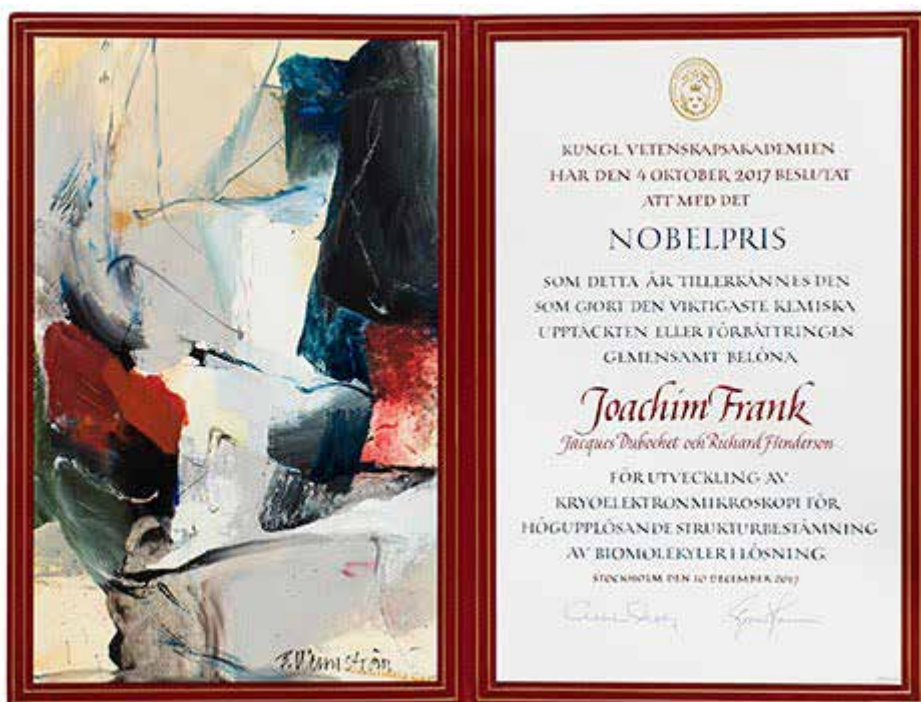 KUNGL. VETENSKAPSAKADEMIEN
HAR DEN 4 OKTOBER 2017 BESLUTAT
ATT MED DET
NOBELPRIS
SOM DETTA ÅR TILLERKÄNNES DEN
SOM GJORT DEN VIKTIGASTE KEMISKA
UPPTÄCKTEN ELLER FÖRBÄTTRINGEN
GEMENSAMT BELÖNA
Joachim Frank
Jacques Dubochet och Richard Henderson
FÖR UTVECKLING AV
KRYOELEKTRONMIKROSKOPI FÖR
HÖGUPPLÖSANDE STRUKTURBESTÄMNING
AV BIOMOLEKYLER I LÖSNING
STOCKHOLM DEN 10 DECEMBER 2017